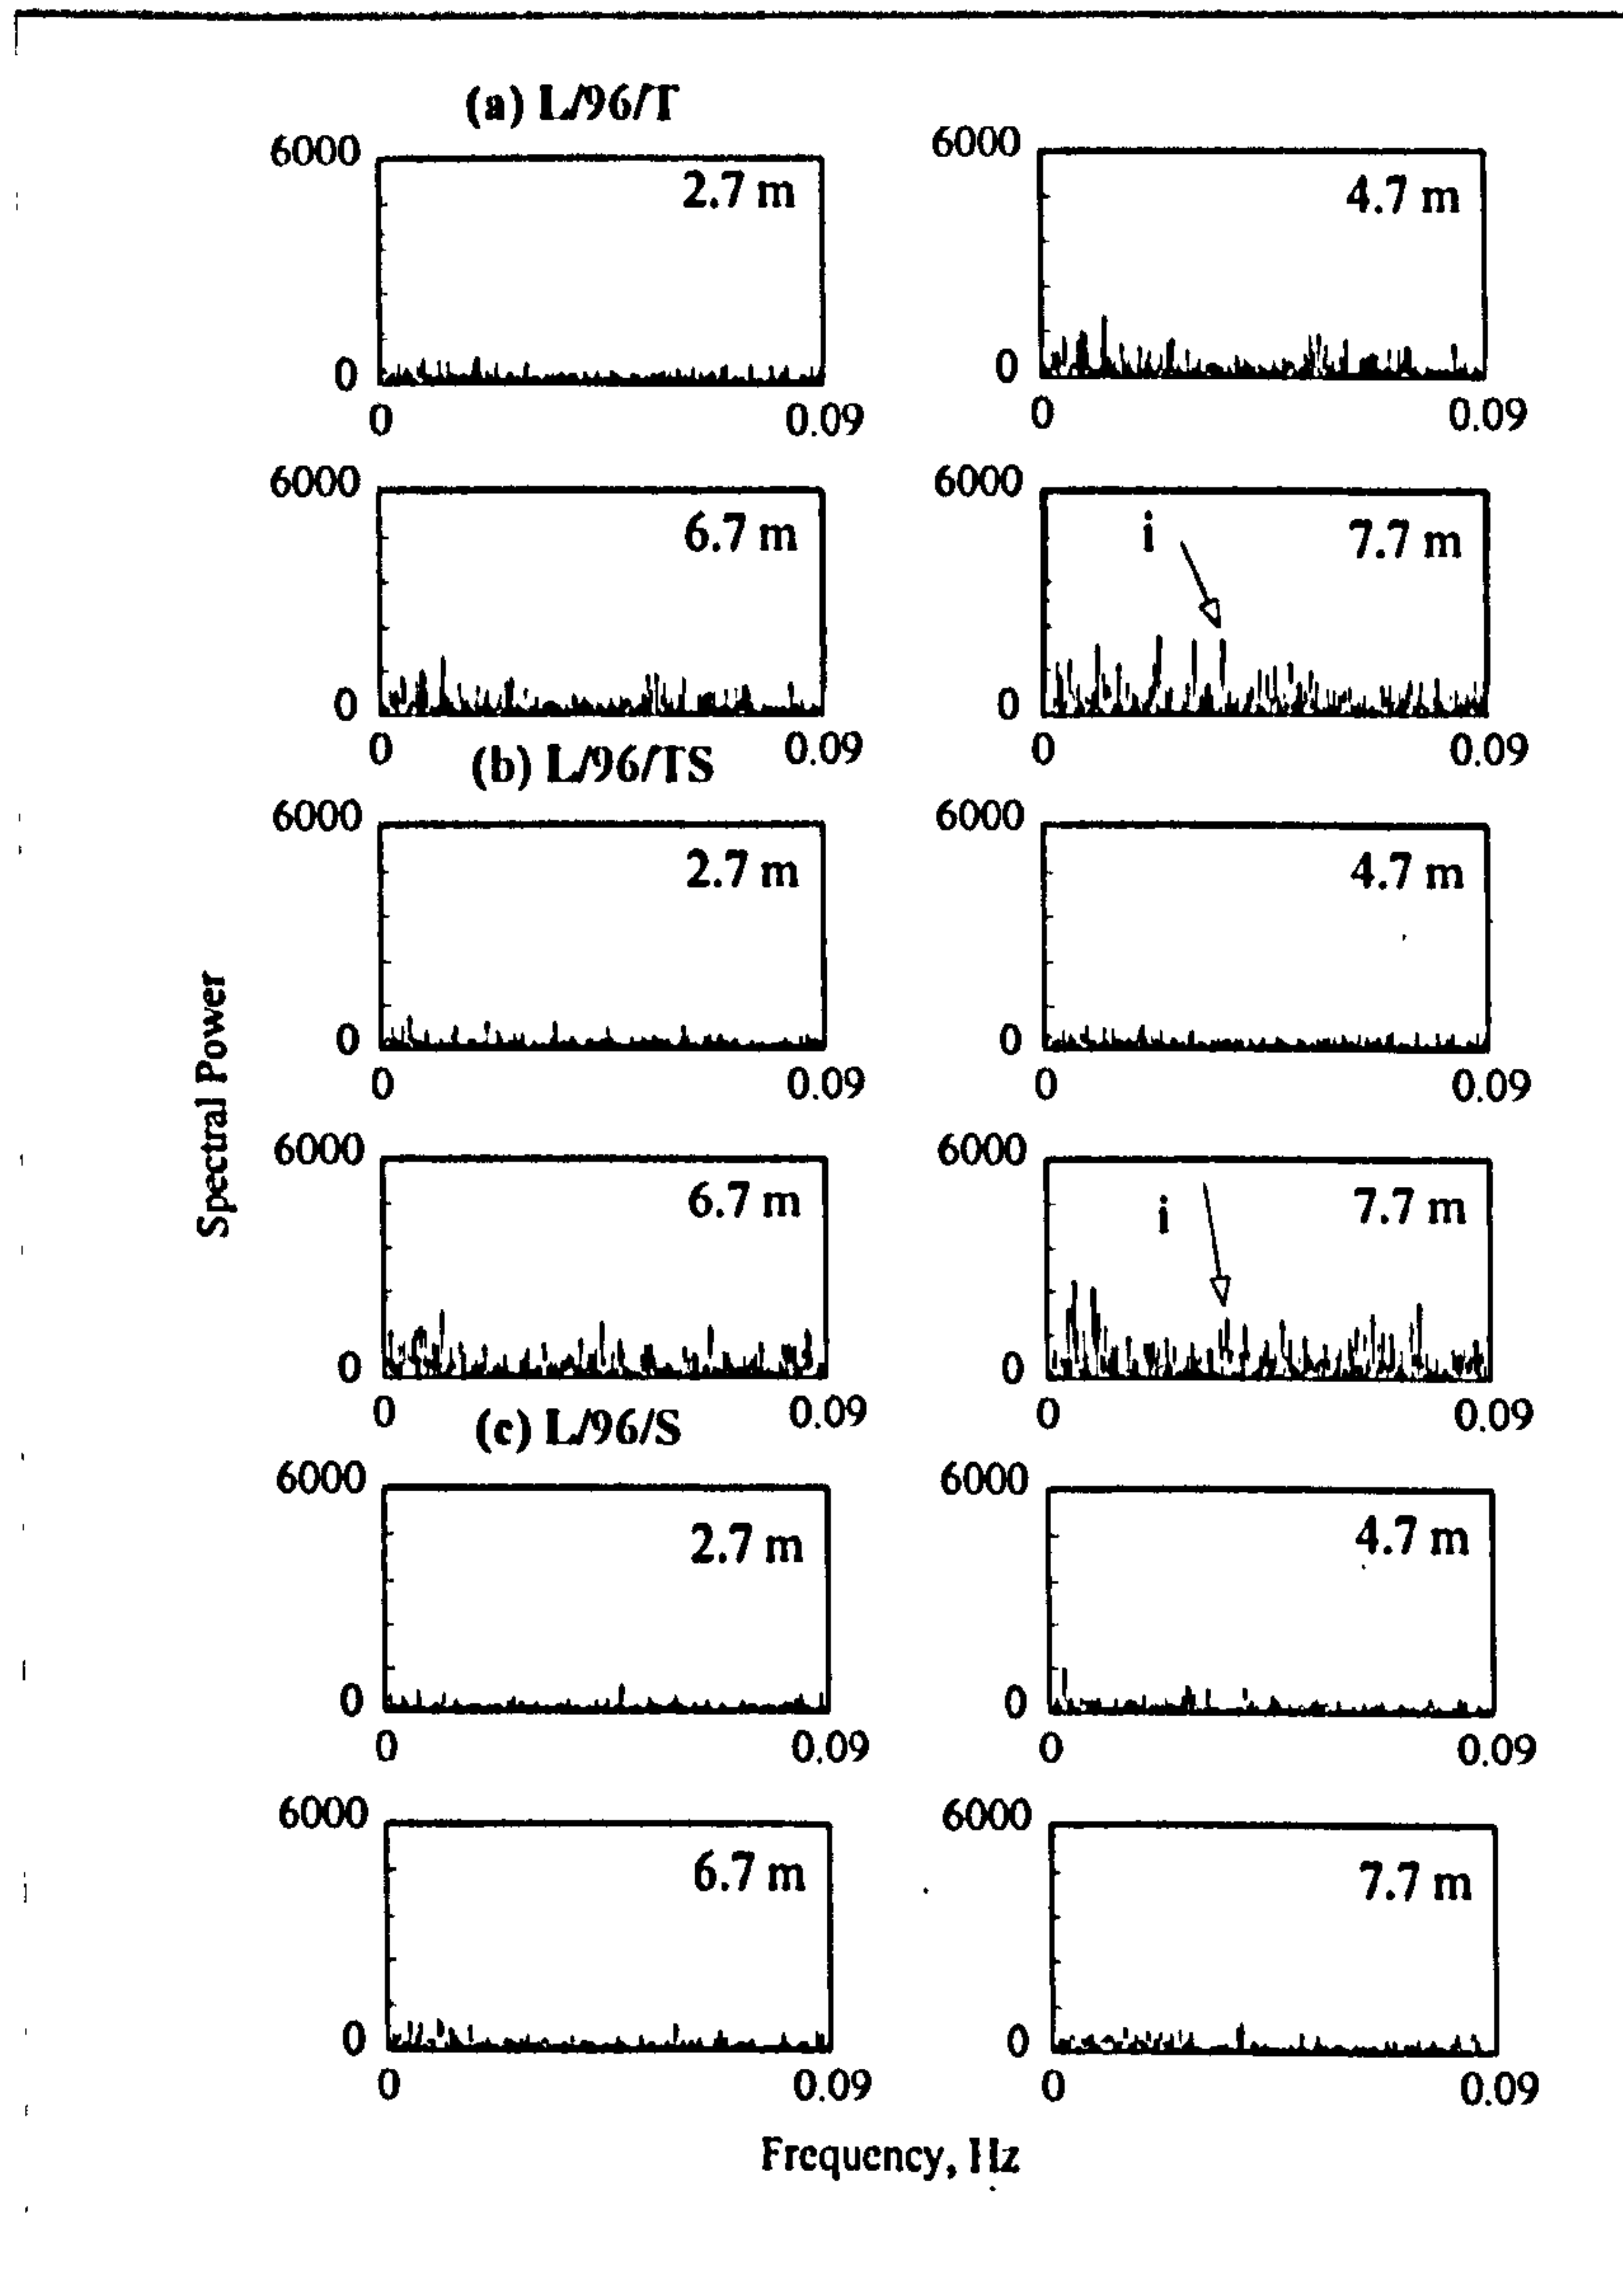 (a) L/96/T
6000 6000
2.7 m 4.7 m
0 0
0 0.09 0 0.09
6000 6000
6.7 m i 7.7 m
0 0
0 0.09 0 0.09
(b) L/96/TS
6000 6000
2.7 m 4.7 m
0 0
0 0.09 0 0.09
Spectral Power
6000 6000
6.7 m i 7.7 m
0 0
0 0.09 0 0.09
(c) L/96/S
6000 6000
2.7 m 4.7 m
0 0
0 0.09 0 0.09
6000 6000
6.7 m 7.7 m
0 0
0 0.09 0 0.09
Frequency, Hz